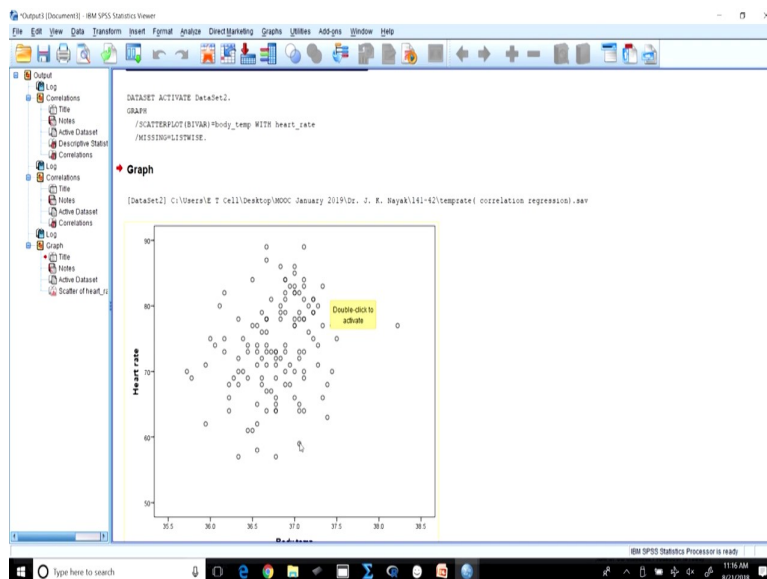 *Output3 [Document3] - IBM SPSS Statistics Viewer
File Edit View Data Transform Insert Format Analyze Direct Marketing Graphs Utilities Add-ons Window Help
Output
Log
Correlations
Title
Notes
Active Dataset
Descriptive Statist
Correlations
Log
Correlations
Title
Notes
Active Dataset
Correlations
Log
Graph
Title
Notes
Active Dataset
Scatter of heart_ra
DATASET ACTIVATE DataSet2.
GRAPH
/SCATTERPLOT(BIVAR)=body_temp WITH heart_rate
/MISSING=LISTWISE.
Graph
[DataSet2] C:\Users\E T Cell\Desktop\MOOC January 2019\Dr. J. K. Nayak\141-42\temprate( correlation regression).sav
90
80
70
60
50
Heart rate
Double-click to
activate
35.5 36.0 36.5 37.0 37.5 38.0 38.5
IBM SPSS Statistics Processor is ready
Type here to search
11:16 AM
8/21/2018